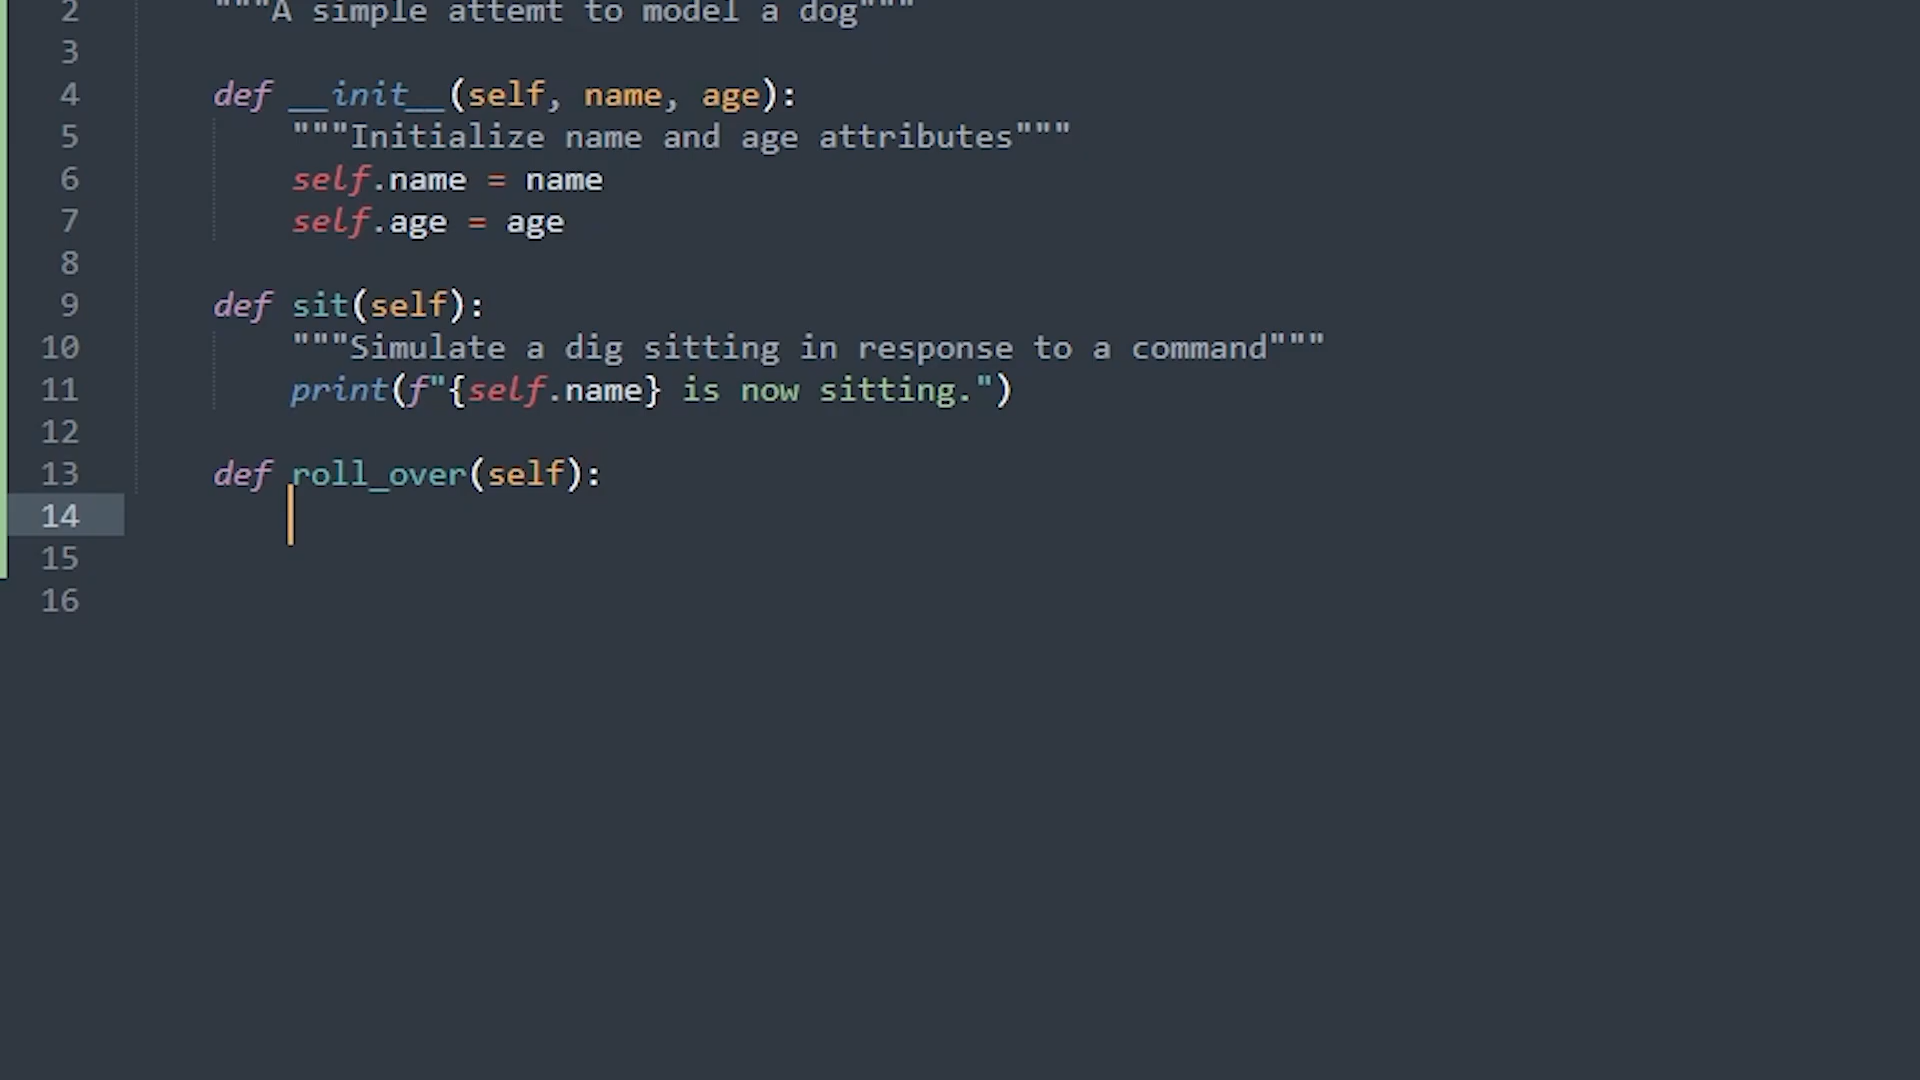 2 """A simple attemt to model a dog"""
3
4 def __init__(self, name, age):
5 """Initialize name and age attributes"""
6 self.name = name
7 self.age = age
8
9 def sit(self):
10 """Simulate a dig sitting in response to a command"""
11 print(f"{self.name} is now sitting.")
12
13 def roll_over(self):
14
15
16